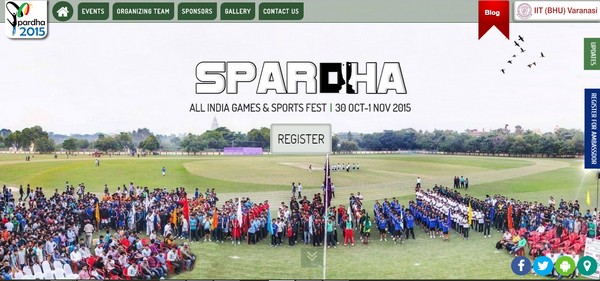 Spardha
2015
EVENTS
ORGANIZING TEAM
SPONSORS
GALLERY
CONTACT US
Blog
IIT (BHU) Varanasi
SPARDHA
ALL INDIA GAMES & SPORTS FEST | 30 OCT-1 NOV 2015
REGISTER
UPDATES
REGISTER FOR AMBASSADOR